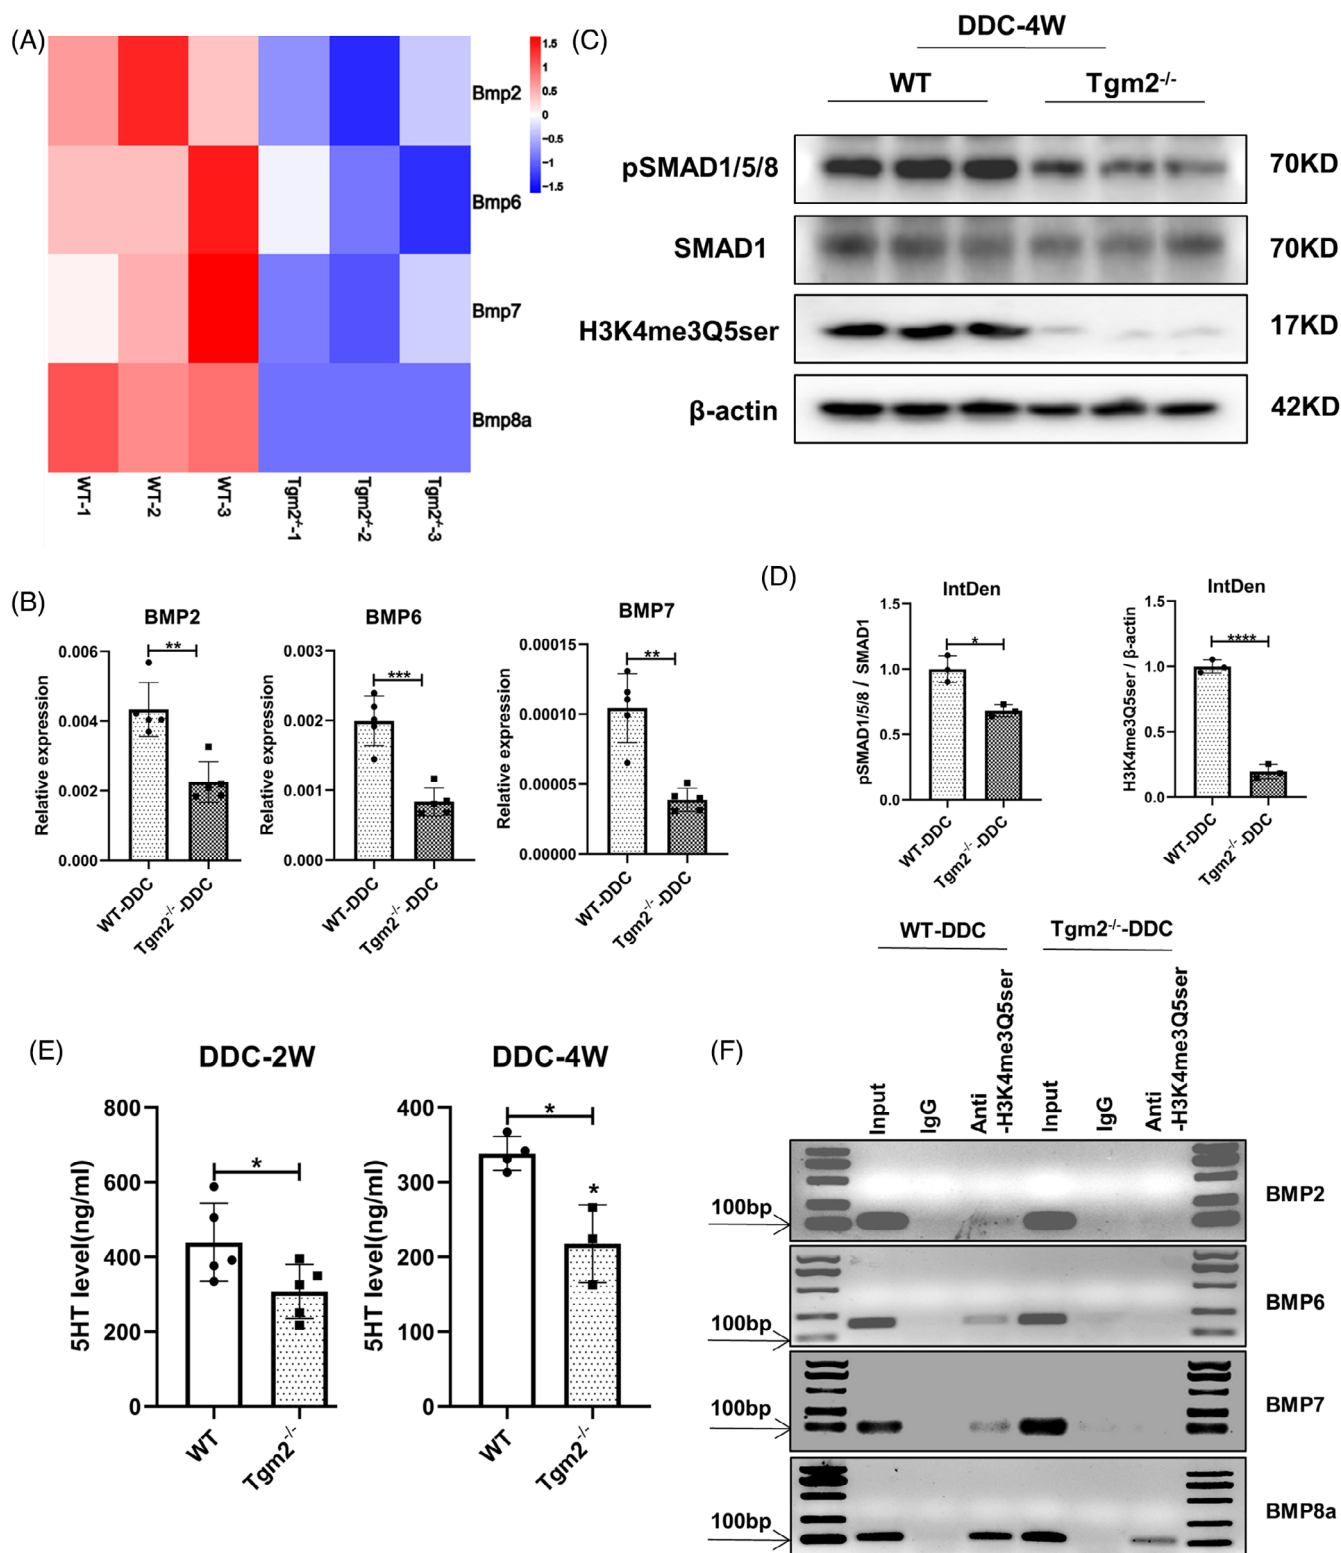 (A)
1.5
1
0.5
0
−0.5
−1
−1.5
Bmp2
Bmp6
Bmp7
Bmp8a
WT-1
WT-2
WT-3
Tgm2⁻/⁻-1
Tgm2⁻/⁻-2
Tgm2⁻/⁻-3
(C)
DDC-4W
WT Tgm2⁻/⁻
pSMAD1/5/8 70KD
SMAD1 70KD
H3K4me3Q5ser 17KD
β-actin 42KD
(B)
BMP2
Relative expression
0.006
0.004
0.002
0.000
**
WT-DDC
Tgm2⁻/⁻-DDC
BMP6
Relative expression
0.003
0.002
0.001
0.000
***
WT-DDC
Tgm2⁻/⁻-DDC
BMP7
Relative expression
0.00015
0.00010
0.00005
0.00000
**
WT-DDC
Tgm2⁻/⁻-DDC
(D)
IntDen
pSMAD1/5/8 / SMAD1
1.5
1.0
0.5
0.0
*
WT-DDC
Tgm2⁻/⁻-DDC
IntDen
H3K4me3Q5ser / β-actin
1.5
1.0
0.5
0.0
****
WT-DDC
Tgm2⁻/⁻-DDC
(E)
DDC-2W
5HT level(ng/ml)
800
600
400
200
0
*
WT
Tgm2⁻/⁻
DDC-4W
5HT level(ng/ml)
400
300
200
100
0
*
*
WT
Tgm2⁻/⁻
(F)
WT-DDC Tgm2⁻/⁻-DDC
Input
IgG
Anti
-H3K4me3Q5ser
Input
IgG
Anti
-H3K4me3Q5ser
100bp BMP2
100bp BMP6
100bp BMP7
100bp BMP8a